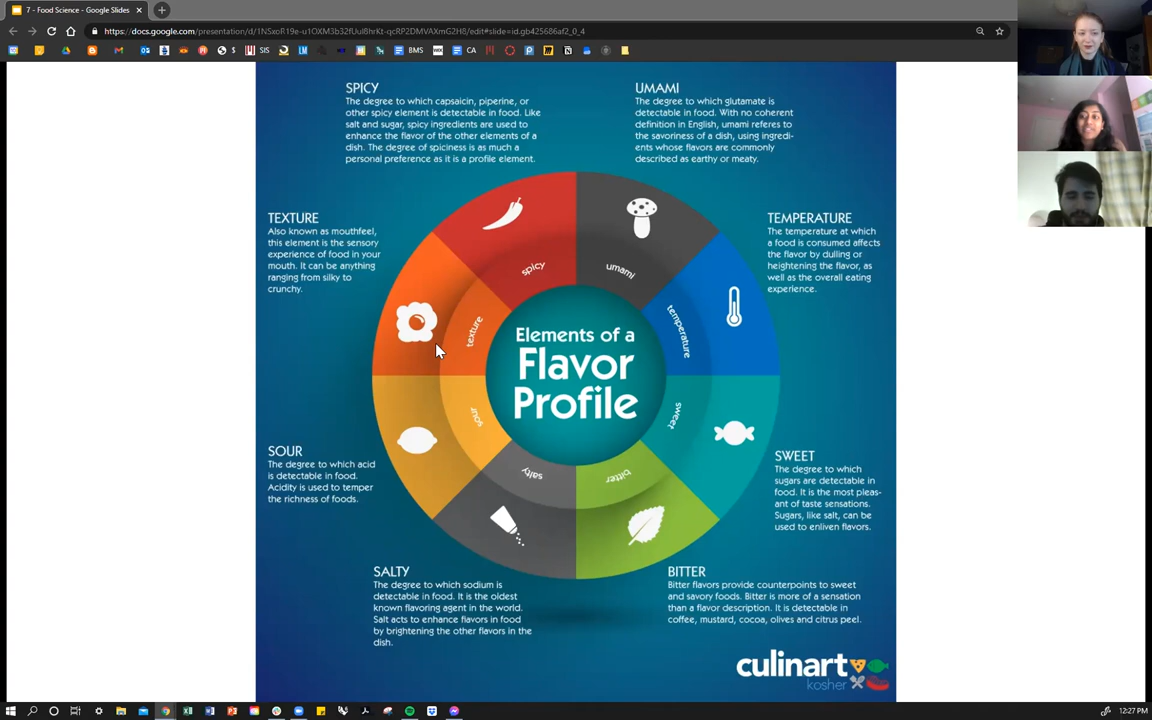 7 - Food Science - Google Slides
https://docs.google.com/presentation/d/1NSxoR19e-u1OXM3b32fUuI8hrKt-qcRP2DMVAXmG2H8/edit#slide=id.gb425686af2_0_4
$
SIS
LM
BMS
CA
SPICY
The degree to which capsaicin, piperine, or
other spicy element is detectable in food. Like
salt and sugar, spicy ingredients are used to
enhance the flavor of the other elements of a
dish. The degree of spiciness is as much a
personal preference as it is a profile element.
UMAMI
The degree to which glutamate is
detectable in food. With no coherent
definition in English, umami referes to
the savoriness of a dish, using ingredi-
ents whose flavors are commonly
described as earthy or meaty.
TEXTURE
Also known as mouthfeel,
this element is the sensory
experience of food in your
mouth. It can be anything
ranging from silky to
crunchy.
TEMPERATURE
The temperature at which
a food is consumed affects
the flavor by dulling or
heightening the flavor, as
well as the overall eating
experience.
spicy
umami
texture
temperature
Elements of a
Flavor
Profile
sour
sweet
salty
bitter
SOUR
The degree to which acid
is detectable in food.
Acidity is used to temper
the richness of foods.
SWEET
The degree to which
sugars are detectable in
food. It is the most pleas-
ant of taste sensations.
Sugars, like salt, can be
used to enliven flavors.
SALTY
The degree to which sodium is
detectable in food. It is the oldest
known flavoring agent in the world.
Salt acts to enhance flavors in food
by brightening the other flavors in the
dish.
BITTER
Bitter flavors provide counterpoints to sweet
and savory foods. Bitter is more of a sensation
than a flavor description. It is detectable in
coffee, mustard, cocoa, olives and citrus peel.
culinart
kosher
12:27 PM